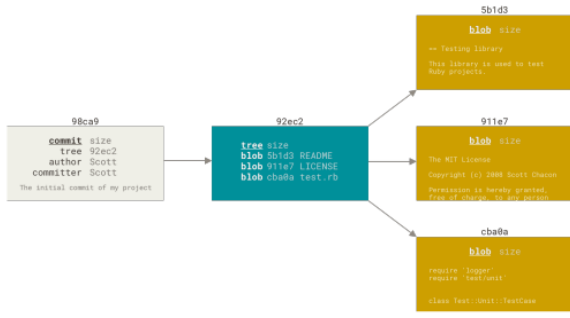 98ca9
commit size
tree 92ec2
author Scott
committer Scott
The initial commit of my project
92ec2
tree size
blob 5b1d3 README
blob 911e7 LICENSE
blob cba0a test.rb
5b1d3
blob size
== Testing library
This library is used to test
Ruby projects.
911e7
blob size
The MIT License
Copyright (c) 2008 Scott Chacon
Permission is hereby granted,
free of charge, to any person
cba0a
blob size
require 'logger'
require 'test/unit'
class Test::Unit::TestCase